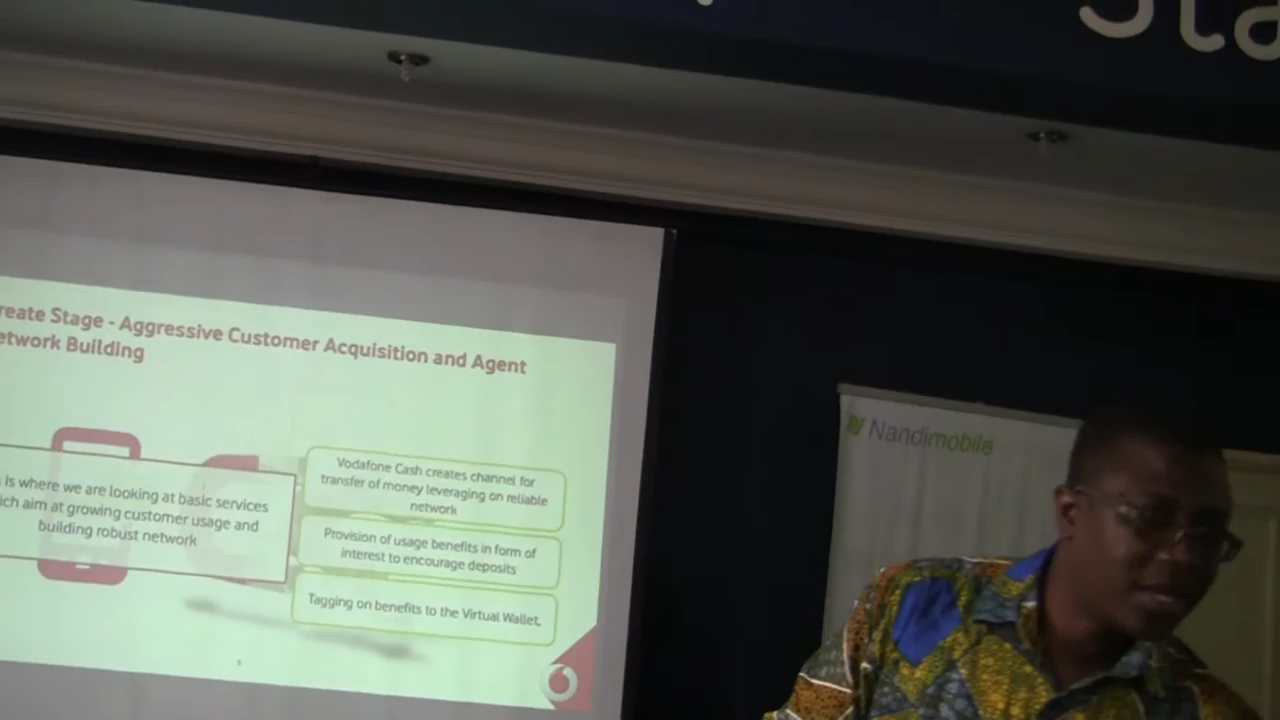 Sta
reate Stage - Aggressive Customer Acquisition and Agent
etwork Building
Vodafone Cash creates channel for
transfer of money leveraging on reliable
network
is where we are looking at basic services
ich aim at growing customer usage and
building robust network
Provision of usage benefits in form of
interest to encourage deposits
Tagging on benefits to the Virtual Wallet,
Nandimobile